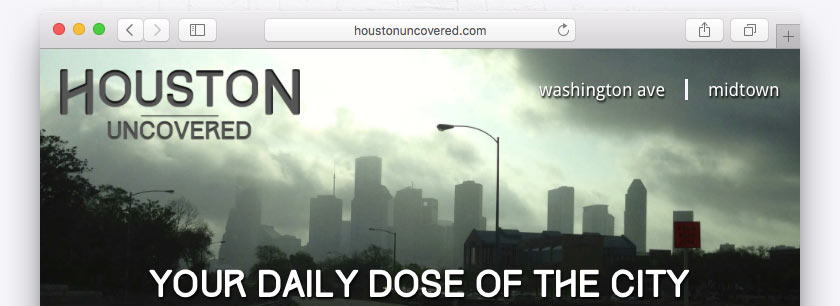 houstonuncovered.com
HOUSTON
UNCOVERED
washington ave | midtown
YOUR DAILY DOSE OF THE CITY